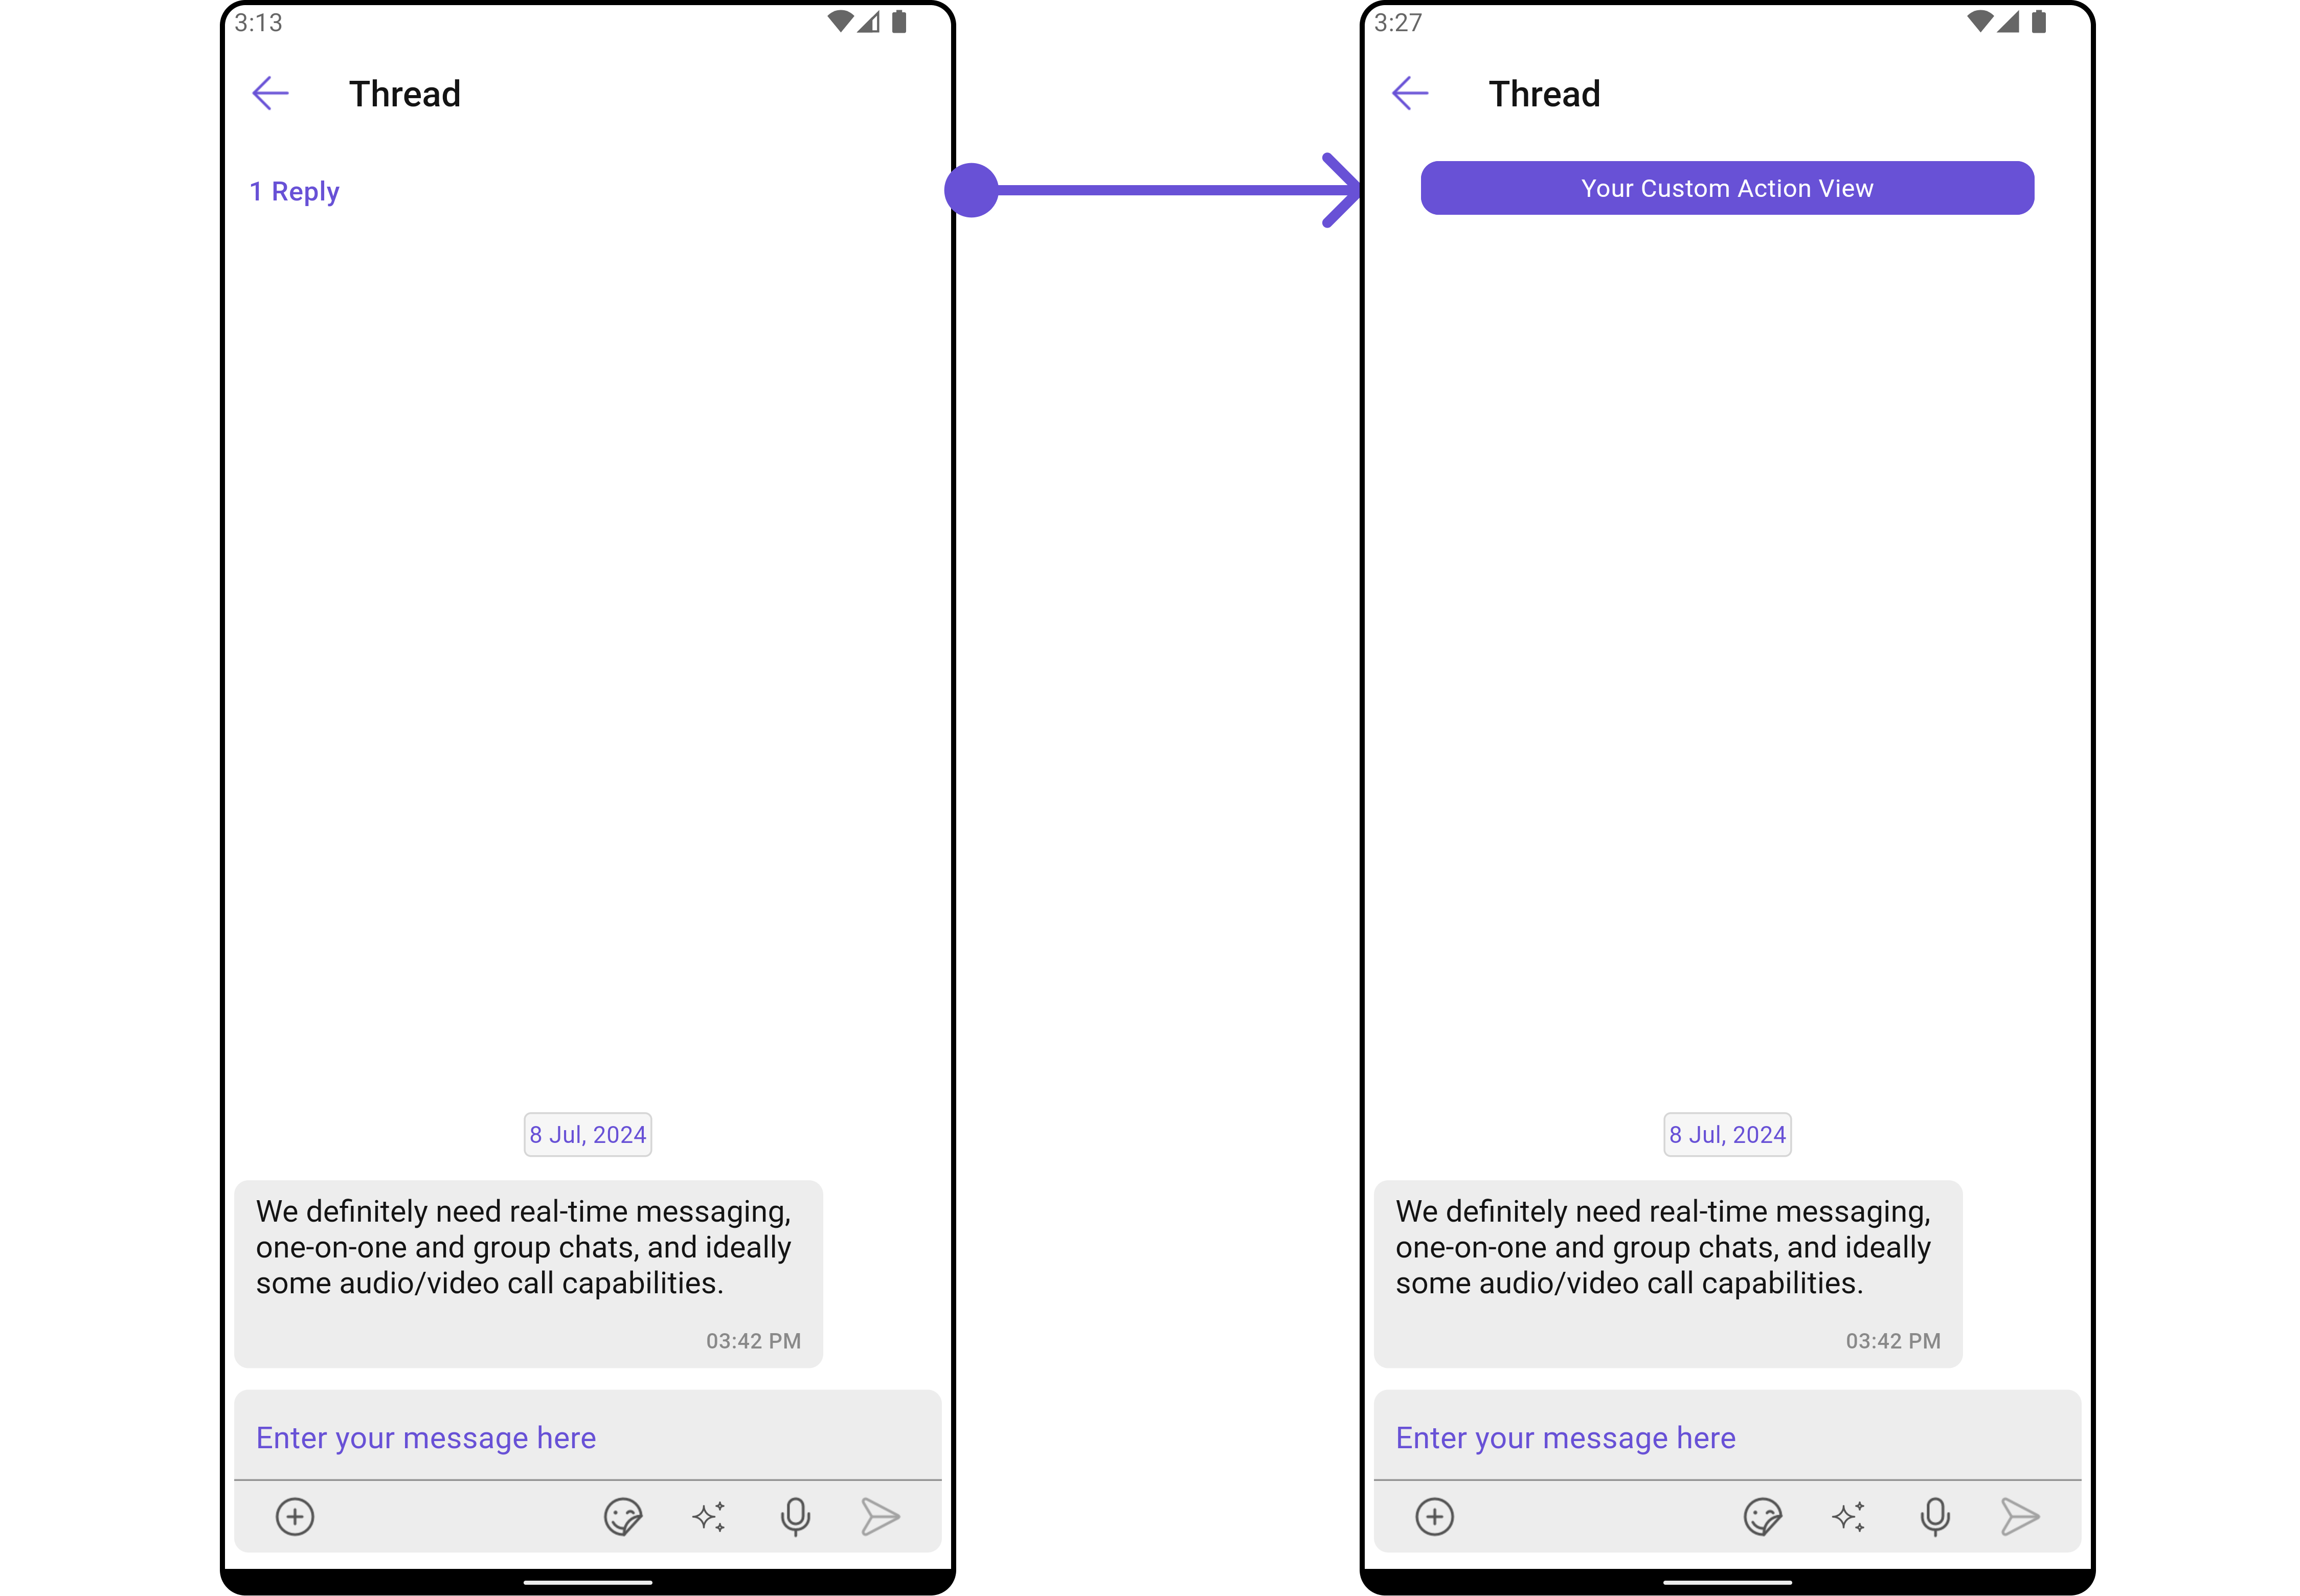 3:13
Thread
1 Reply
8 Jul, 2024
We definitely need real-time messaging,
one-on-one and group chats, and ideally
some audio/video call capabilities.
03:42 PM
Enter your message here
3:27
Thread
Your Custom Action View
8 Jul, 2024
We definitely need real-time messaging,
one-on-one and group chats, and ideally
some audio/video call capabilities.
03:42 PM
Enter your message here